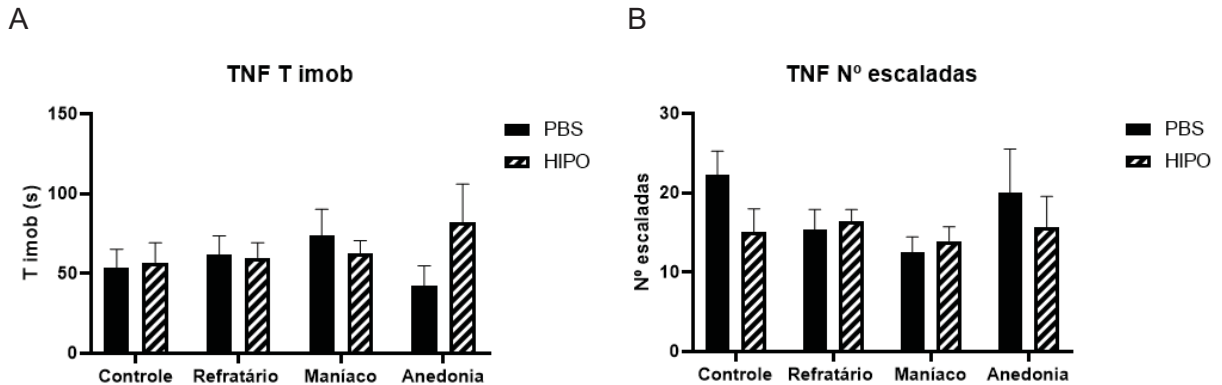 A
TNF T imob
T imob (s)
150
100
50
0
Controle Refratário Maníaco Anedonia
PBS
HIPO
B
TNF Nº escaladas
Nº escaladas
30
20
10
0
Controle Refratário Maníaco Anedonia
PBS
HIPO